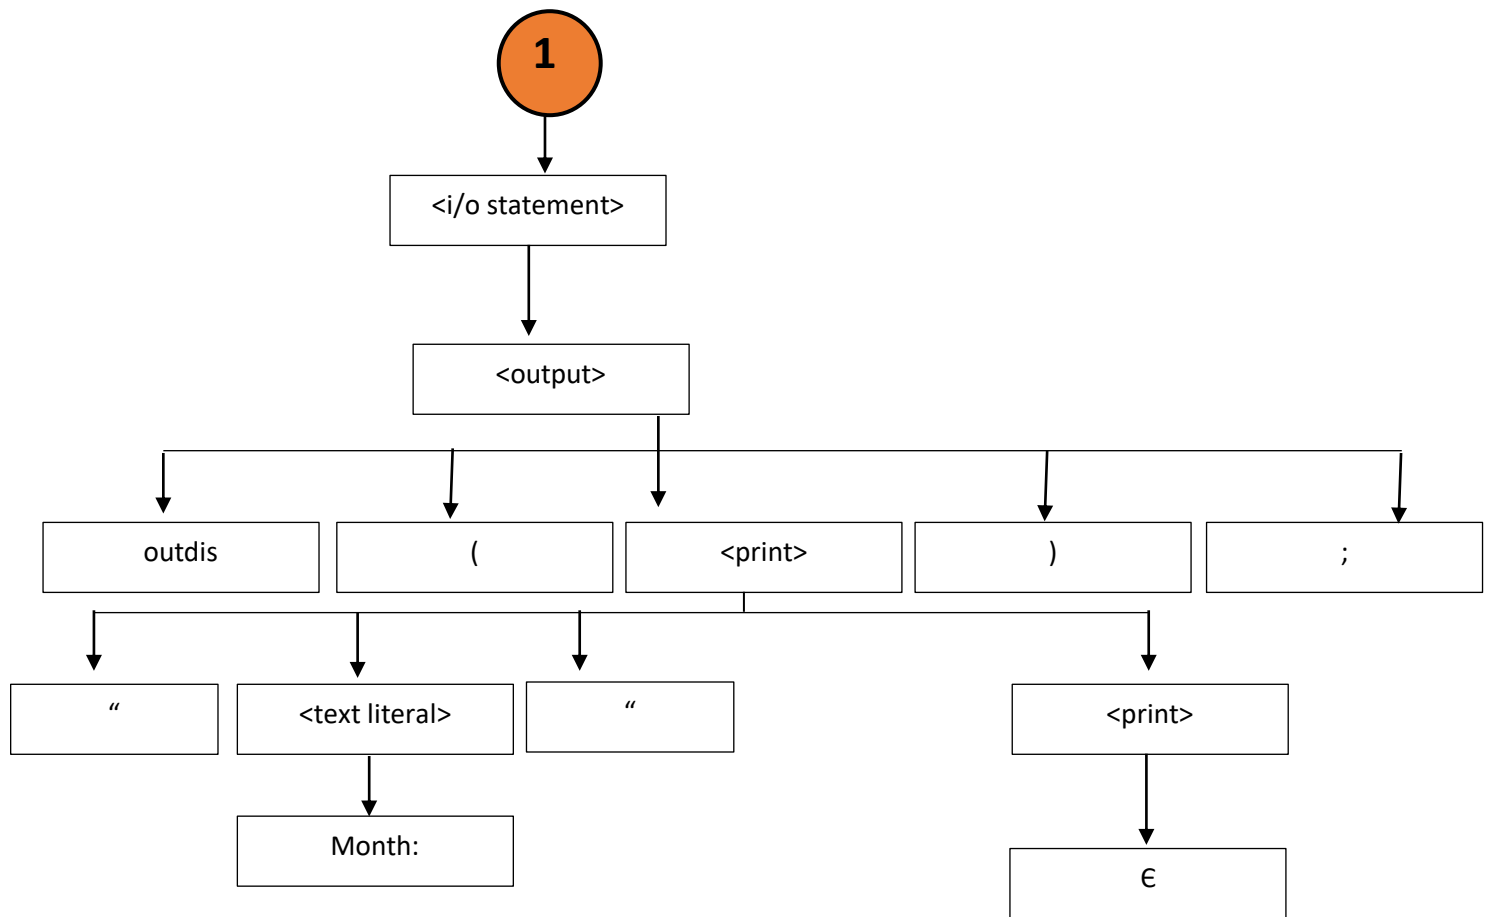 1
<i/o statement>
<output>
outdis
(
<print>
)
;
“
<text literal>
“
<print>
Month:
Є